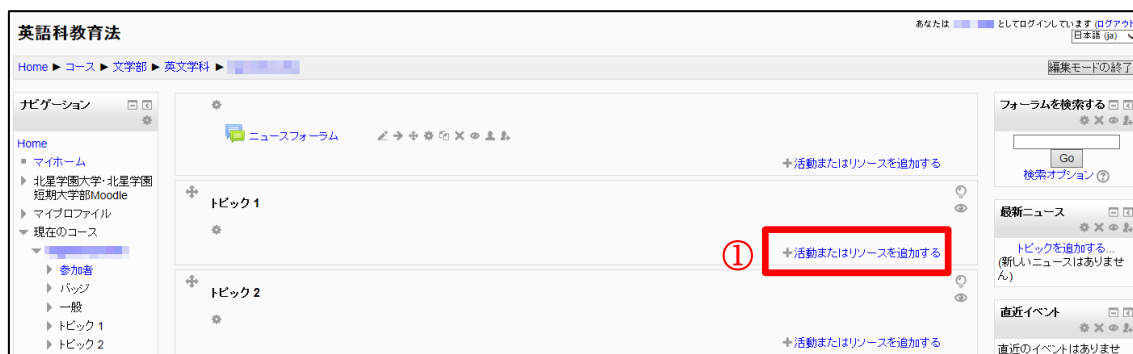 英語科教育法
あなたは としてログインしています (ログアウト
日本語 (ja)
Home ► コース ► 文学部 ► 英文学科 ►
編集モードの終了
ナビゲーション
Home
マイホーム
北星学園大学・北星学園
短期大学部Moodle
マイプロファイル
現在のコース
参加者
バッジ
一般
トピック 1
トピック 2
ニュースフォーラム
+活動またはリソースを追加する
トピック 1
① +活動またはリソースを追加する
トピック 2
+活動またはリソースを追加する
フォーラムを検索する
Go
検索オプション ?
最新ニュース
トピックを追加する...
(新しいニュースはありませ
ん)
直近イベント
直近のイベントはありませ